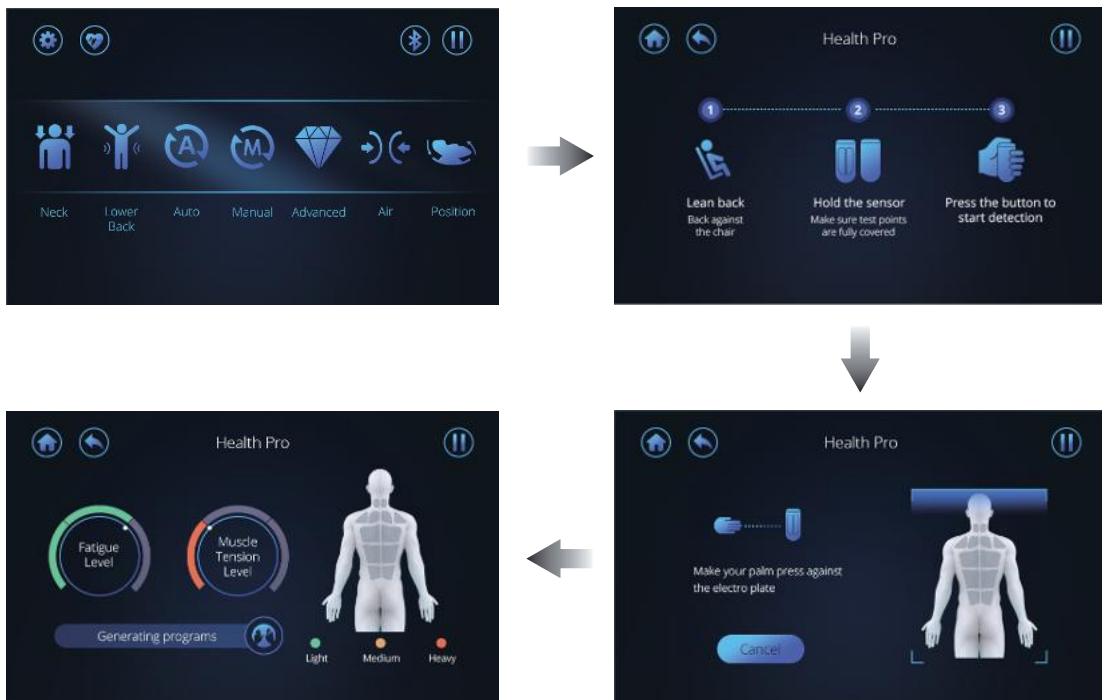 Neck
Lower
Back
Auto
Manual
Advanced
Air
Position
A
M
Health Pro
1
2
3
Lean back
Back against
the chair
Hold the sensor
Make sure test points
are fully covered
Press the button to
start detection
Health Pro
Fatigue
Level
Muscle
Tension
Level
Generating programs
Light
Medium
Heavy
Health Pro
Make your palm press against
the electro plate
Cancel